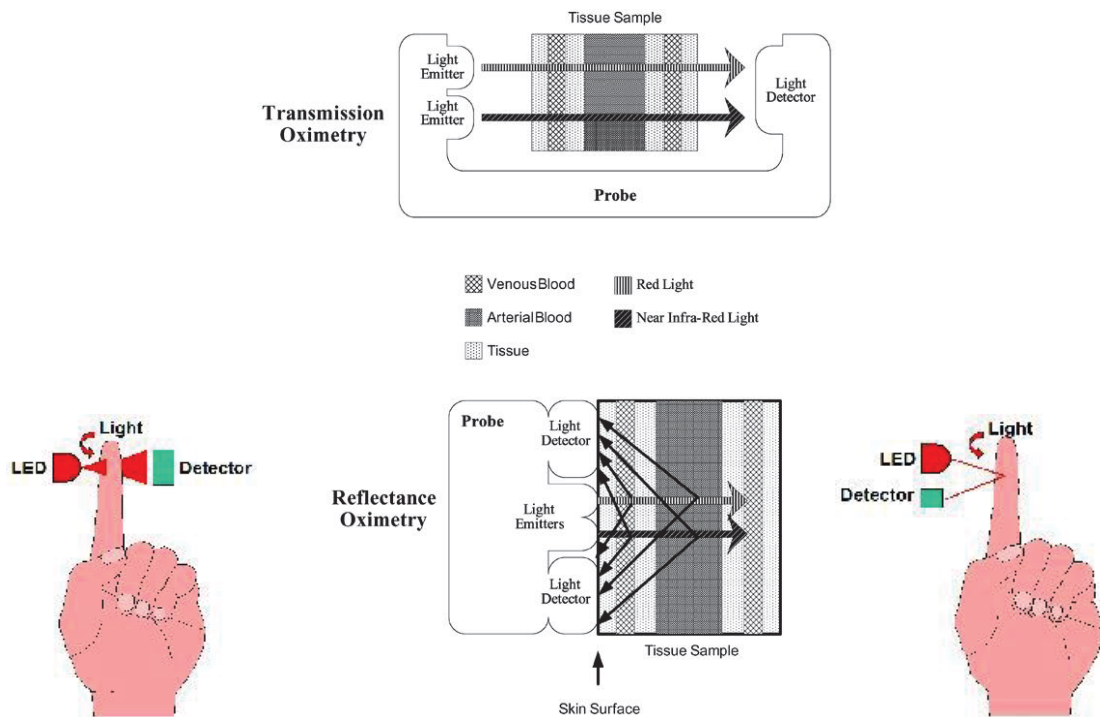 Tissue Sample
Light
Emitter
Light
Emitter
Light
Detector
Transmission
Oximetry
Probe
VenousBlood
Red Light
ArterialBlood
Near Infra-Red Light
Tissue
Light
LED
Detector
Probe
Light
Detector
Reflectance
Oximetry
Light
Emitters
Light
Detector
Tissue Sample
Skin Surface
Light
LED
Detector